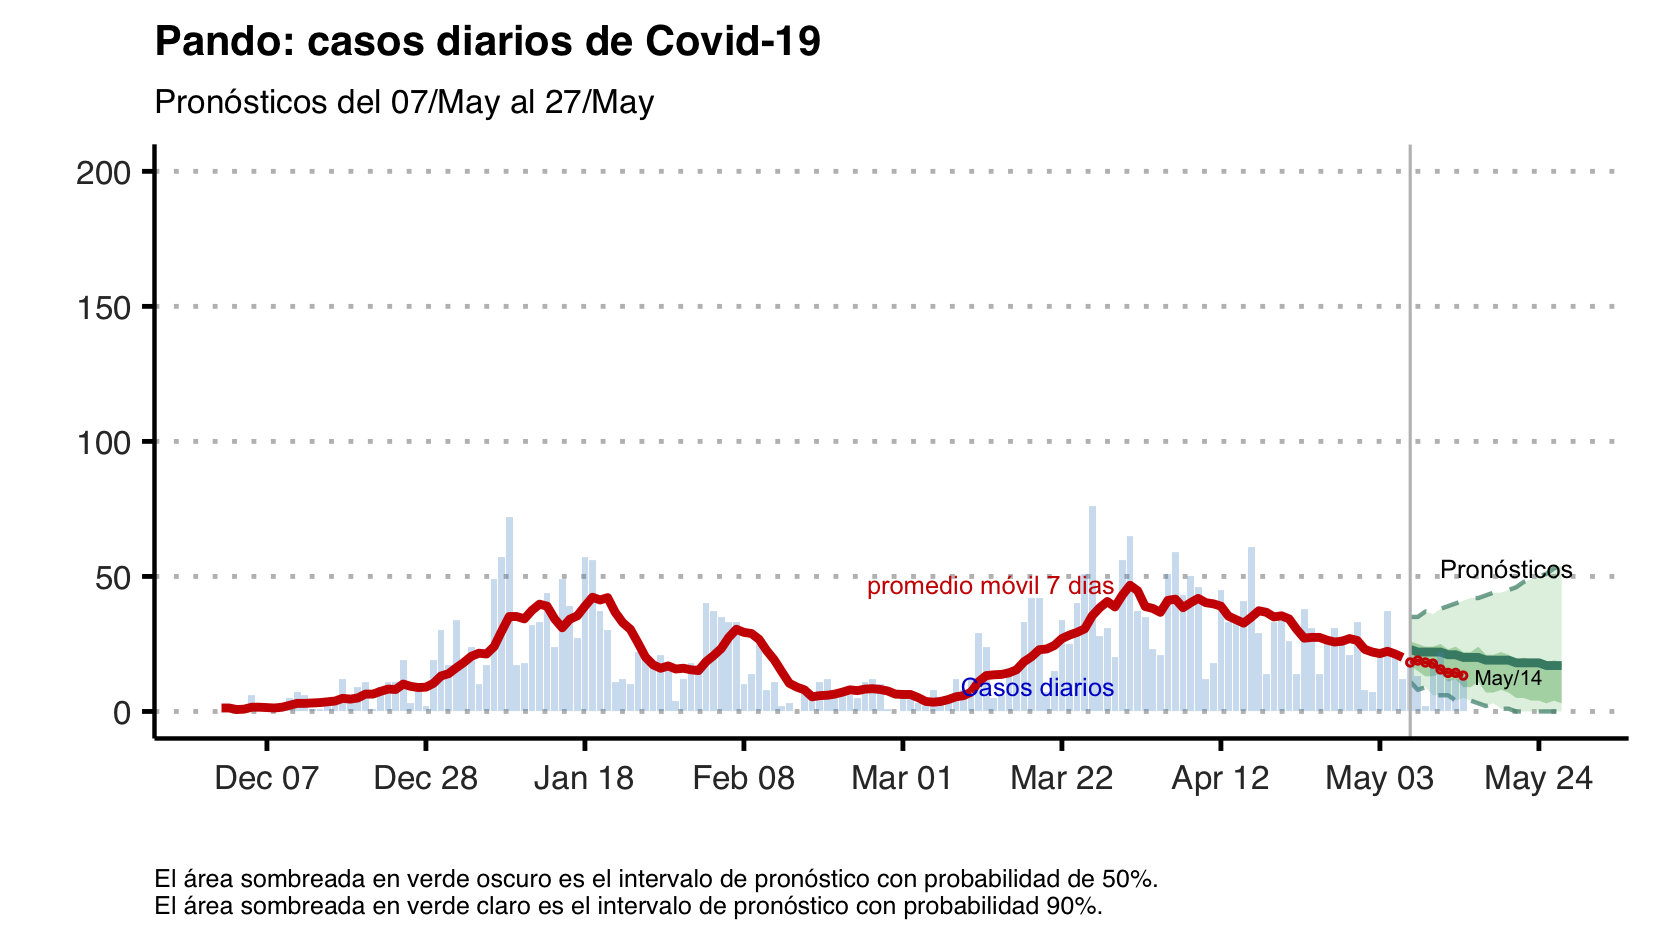 Pando: casos diarios de Covid-19
Pronósticos del 07/May al 27/May
200
150
100
50
0
Pronósticos
promedio móvil 7 dias
May/14
Casos diarios
Dec 07 Dec 28 Jan 18 Feb 08 Mar 01 Mar 22 Apr 12 May 03 May 24
El área sombreada en verde oscuro es el intervalo de pronóstico con probabilidad de 50%.
El área sombreada en verde claro es el intervalo de pronóstico con probabilidad 90%.